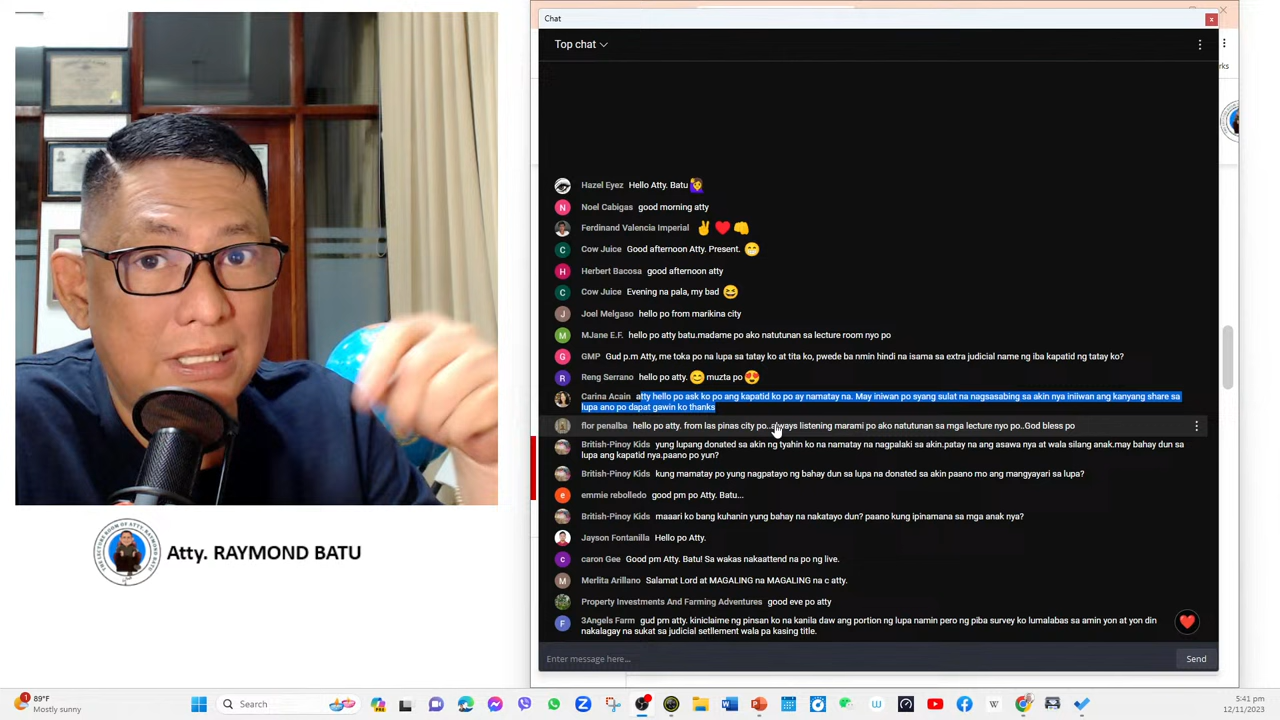 Chat
Top chat
Hazel Eyez Hello Atty. Batu
Noel Cabigas good morning atty
Ferdinand Valencia Imperial
Cow Juice Good afternoon Atty. Present.
Herbert Bacosa good afternoon atty
Cow Juice Evening na pala, my bad
Joel Melgaso hello po from marikina city
MJane E.F. hello po atty batu.madame po ako natutunan sa lecture room nyo po
GMP Gud p.m Atty, me toka po na lupa sa tatay ko at tita ko, pwede ba nmin hindi na isama sa extra judicial name ng iba kapatid ng tatay ko?
Reng Serrano hello po atty. muzta po
Carina Acain atty hello po ask ko po ang kapatid ko po ay namatay na. May iniwan po syang sulat na nagsasabing sa akin nya iniiwan ang kanyang share sa
lupa ano po dapat gawin ko thanks
flor penalba hello po atty. from las pinas city po..always listening marami po ako natutunan sa mga lecture nyo po..God bless po
British-Pinoy Kids yung lupang donated sa akin ng tyahin ko na namatay na nagpalaki sa akin.patay na ang asawa nya at wala silang anak.may bahay dun sa
lupa ang kapatid nya.paano po yun?
British-Pinoy Kids kung mamatay po yung nagpatayo ng bahay dun sa lupa na donated sa akin paano mo ang mangyayari sa lupa?
emmie rebolledo good pm po Atty. Batu...
British-Pinoy Kids maaari ko bang kuhanin yung bahay na nakatayo dun? paano kung ipinamana sa mga anak nya?
Jayson Fontanilla Hello po Atty.
caron Gee Good pm Atty. Batu! Sa wakas nakaattend na po ng live.
Merlita Arillano Salamat Lord at MAGALING na MAGALING na c atty.
Property Investments And Farming Adventures good eve po atty
3Angels Farm gud pm atty. kiniclaime ng pinsan ko na kanila daw ang portion ng lupa namin pero ng piba survey ko lumalabas sa amin yon at yon din
nakalagay na sukat sa judicial setllement wala pa kasing title.
Enter message here...
Send
Atty. RAYMOND BATU
89°F
Mostly sunny
Search
5:41 pm
12/11/2023